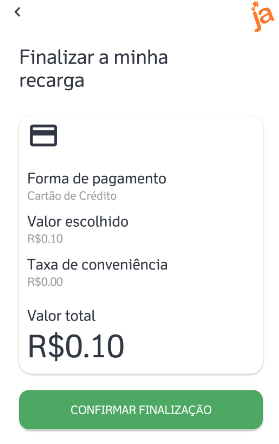 ja
Finalizar a minha
recarga
Forma de pagamento
Cartão de Crédito
Valor escolhido
R$0.10
Taxa de conveniência
R$0.00
Valor total
R$0.10
CONFIRMAR FINALIZAÇÃO